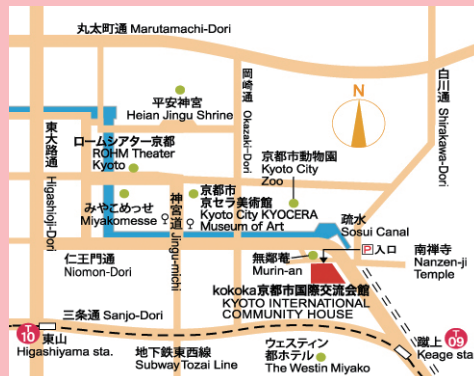 丸太町通 Marutamachi-Dori
白川通 Shirakawa-Dori
岡崎通 Okazaki-Dori
平安神宮
Heian Jingu Shrine
N
東大路通 Higashioji-Dori
ロームシアター京都
ROHM Theater
Kyoto
京都市動物園
Kyoto City
Zoo
みやこめっせ
Miyakomesse
神宮道 Jingu-michi
京都市
京セラ美術館
Kyoto City KYOCERA
Museum of Art
疏水
Sosui Canal
P入口
南禅寺
Nanzen-ji
Temple
仁王門通
Niomon-Dori
無鄰菴
Murin-an
kokoka京都市国際交流会館
KYOTO INTERNATIONAL
COMMUNITY HOUSE
三条通 Sanjo-Dori
T
10
東山
Higashiyama sta.
地下鉄東西線
Subway Tozai Line
ウェスティン
都ホテル
The Westin Miyako
T
09
蹴上
Keage sta